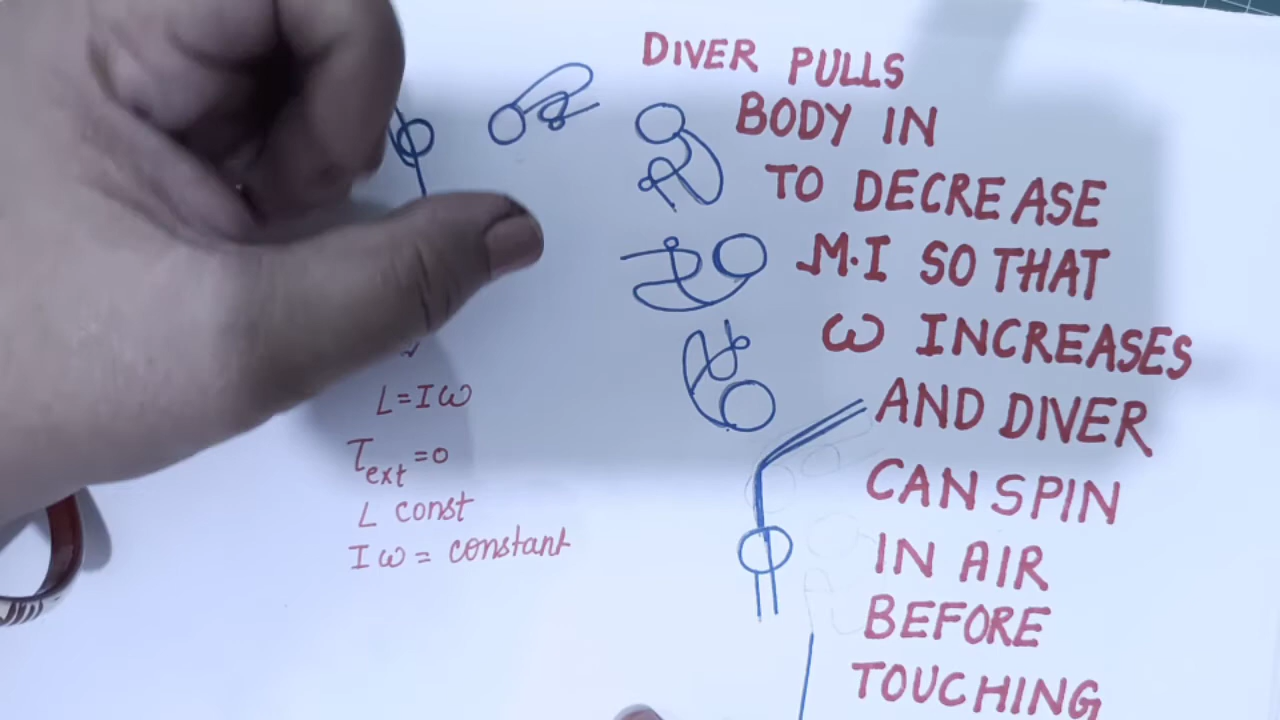 DIVER PULLS
BODY IN
TO DECREASE
M.I SO THAT
ω INCREASES
AND DIVER
CAN SPIN
IN AIR
BEFORE
TOUCHING
L=Iω
τext=0
L const
Iω = constant